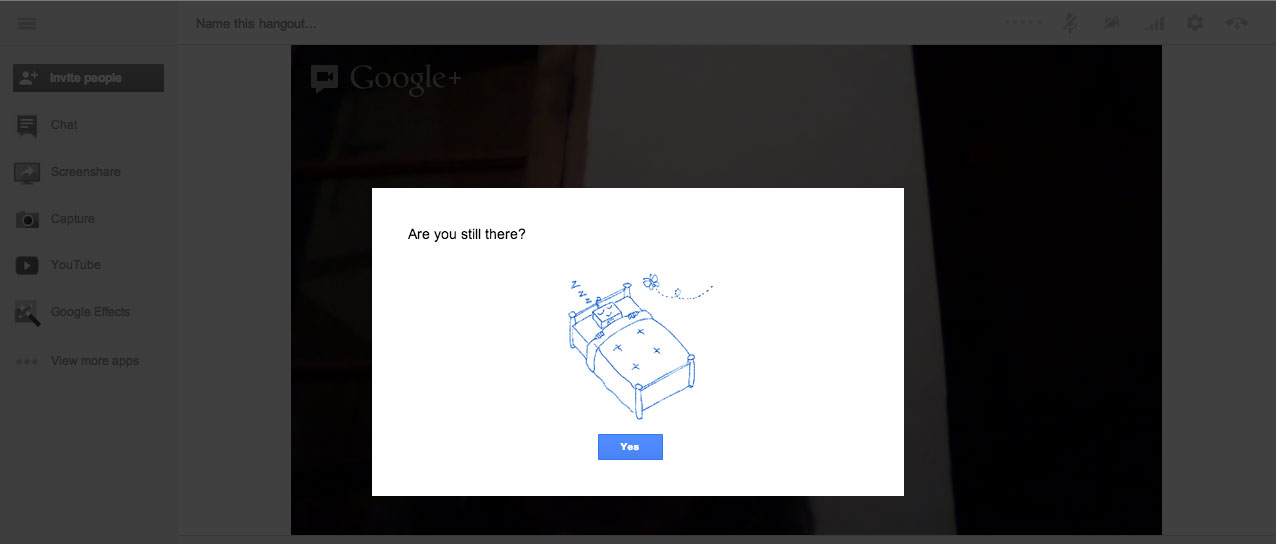 Name this hangout...
Invite people
Chat
Screenshare
Capture
YouTube
Google Effects
View more apps
Google+
Are you still there?
z z z z
Yes